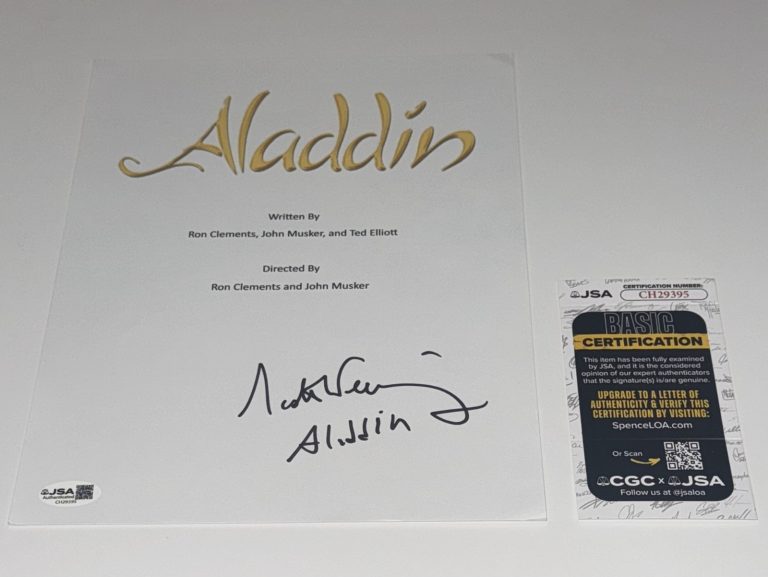 Aladdin
Written By
Ron Clements, John Musker, and Ted Elliott
Directed By
Ron Clements and John Musker
Aladdin
JSA
Authenticated
CH29395
JSA
CERTIFICATION NUMBER:
CH29395
BASIC
CERTIFICATION
This item has been fully examined
by JSA, and it is the considered
opinion of our expert authenticators
that the signature(s) is/are genuine.
UPGRADE TO A LETTER OF
AUTHENTICITY & VERIFY THIS
CERTIFICATION BY VISITING:
SpenceLOA.com
Or Scan
CGC x JSA
Follow us at @jsaloa